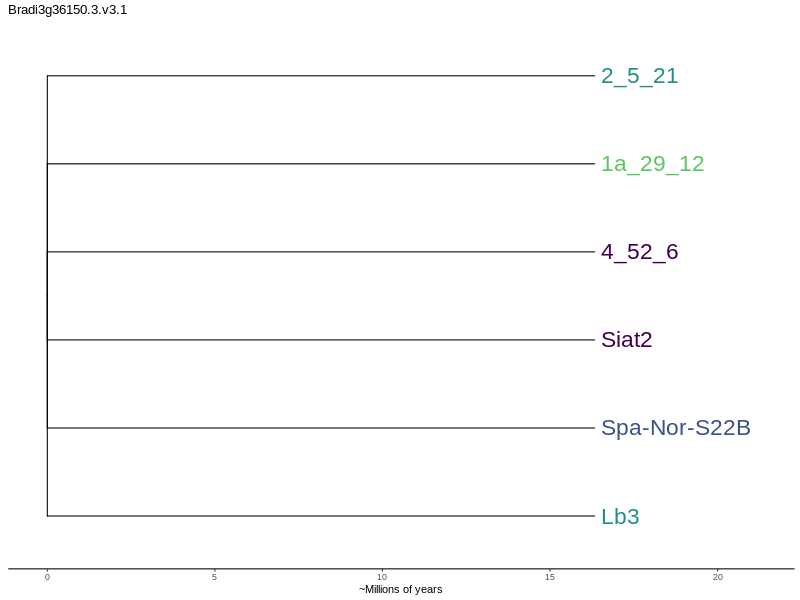 Bradi3g36150.3.v3.1
2_5_21
1a_29_12
4_52_6
Siat2
Spa-Nor-S22B
Lb3
0 5 10 15 20
~Millions of years